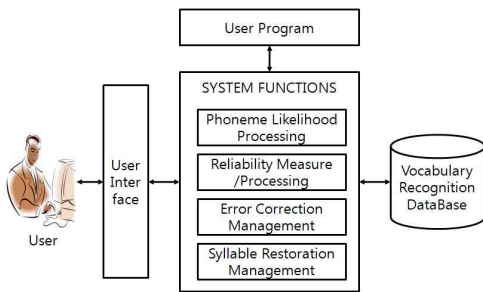 User Program
SYSTEM FUNCTIONS
Phoneme Likelihood
Processing
Reliability Measure
/Processing
Error Correction
Management
Syllable Restoration
Management
User
Inter
face
User
Vocabulary
Recognition
DataBase